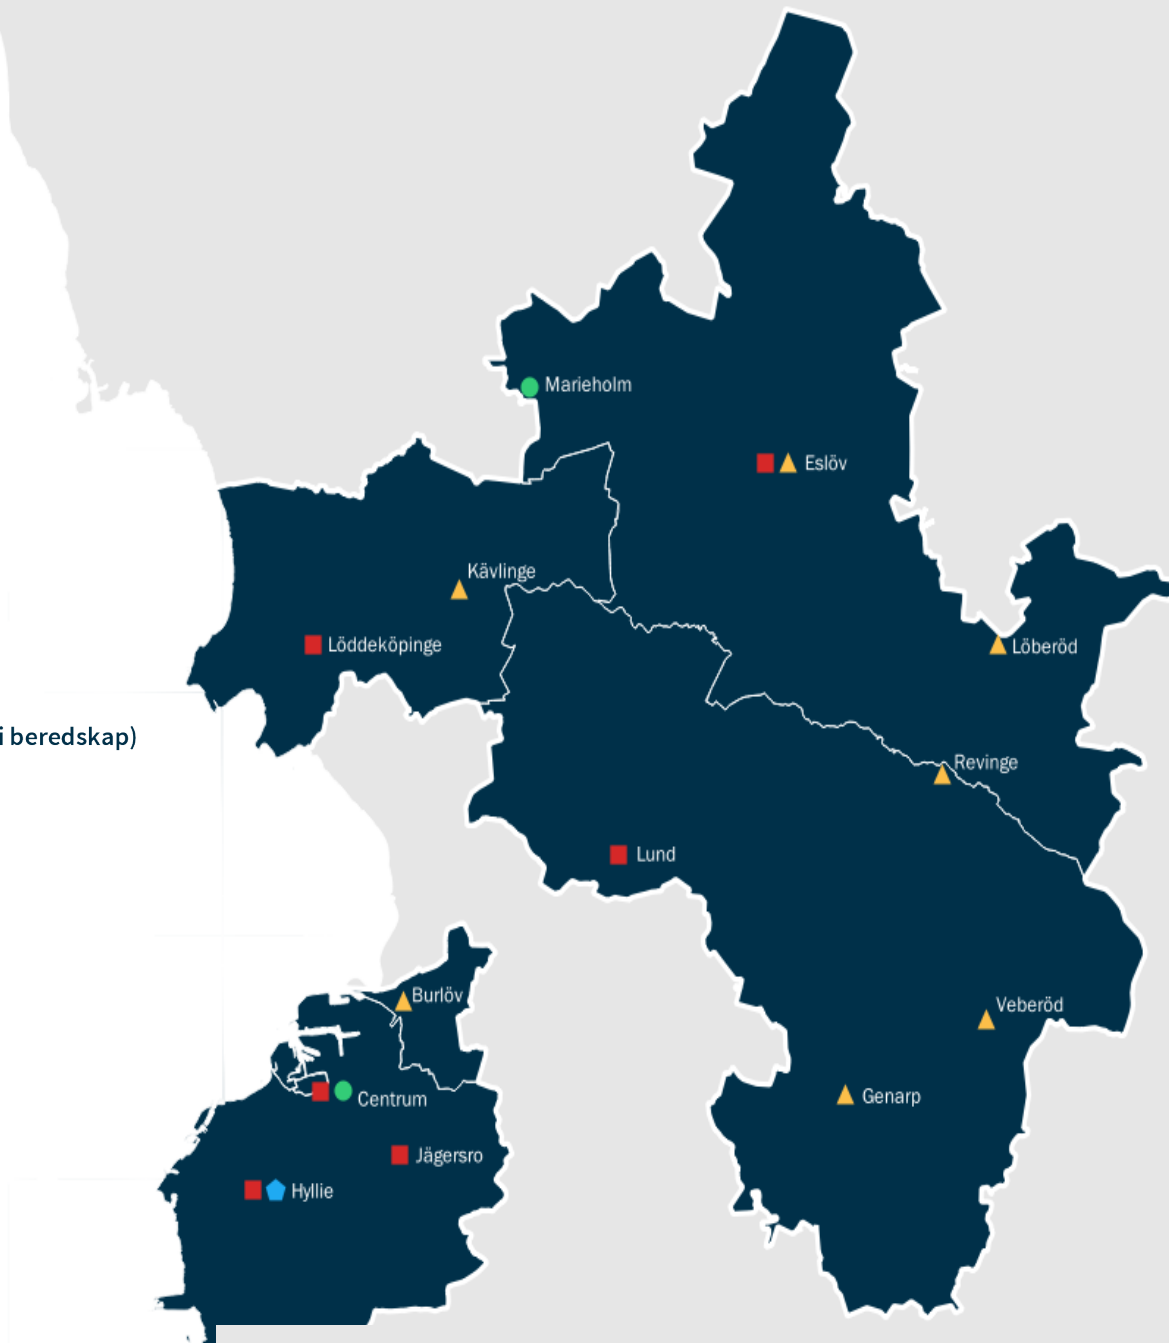 Marieholm
Eslöv
Kävlinge
Löddeköpinge
Löberöd
i beredskap)
Revinge
Lund
Burlöv
Veberöd
Centrum
Genarp
Jägersro
Hyllie